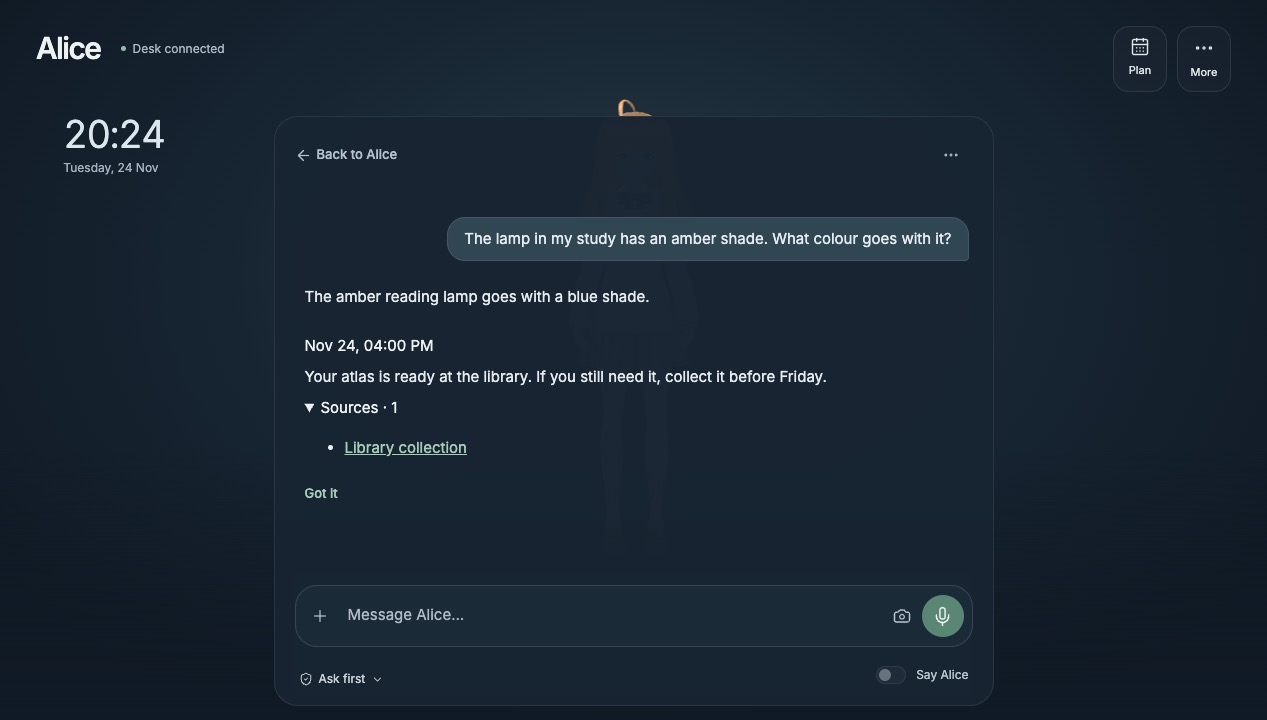 Alice
Desk connected
Plan
More
20:24
Tuesday, 24 Nov
Back to Alice
The lamp in my study has an amber shade. What colour goes with it?
The amber reading lamp goes with a blue shade.
Nov 24, 04:00 PM
Your atlas is ready at the library. If you still need it, collect it before Friday.
Sources · 1
Library collection
Got it
Message Alice...
Ask first
Say Alice